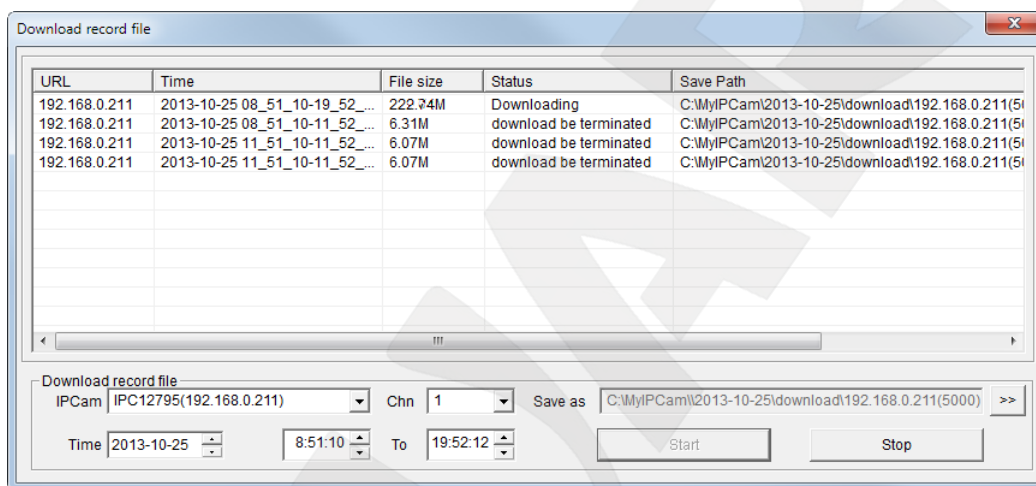 Download record file
URL Time File size Status Save Path
192.168.0.211 2013-10-25 08_51_10-19_52_... 222.74M Downloading C:\MyIPCam\2013-10-25\download\192.168.0.211(50
192.168.0.211 2013-10-25 08_51_10-11_52_... 6.31M download be terminated C:\MyIPCam\2013-10-25\download\192.168.0.211(50
192.168.0.211 2013-10-25 11_51_10-11_52_... 6.07M download be terminated C:\MyIPCam\2013-10-25\download\192.168.0.211(50
192.168.0.211 2013-10-25 11_51_10-11_52_... 6.07M download be terminated C:\MyIPCam\2013-10-25\download\192.168.0.211(50
Download record file
IPCam IPC12795(192.168.0.211) Chn 1 Save as C:\MyIPCam\\2013-10-25\download\192.168.0.211(5000) >>
Time 2013-10-25 8:51:10 To 19:52:12 Start Stop